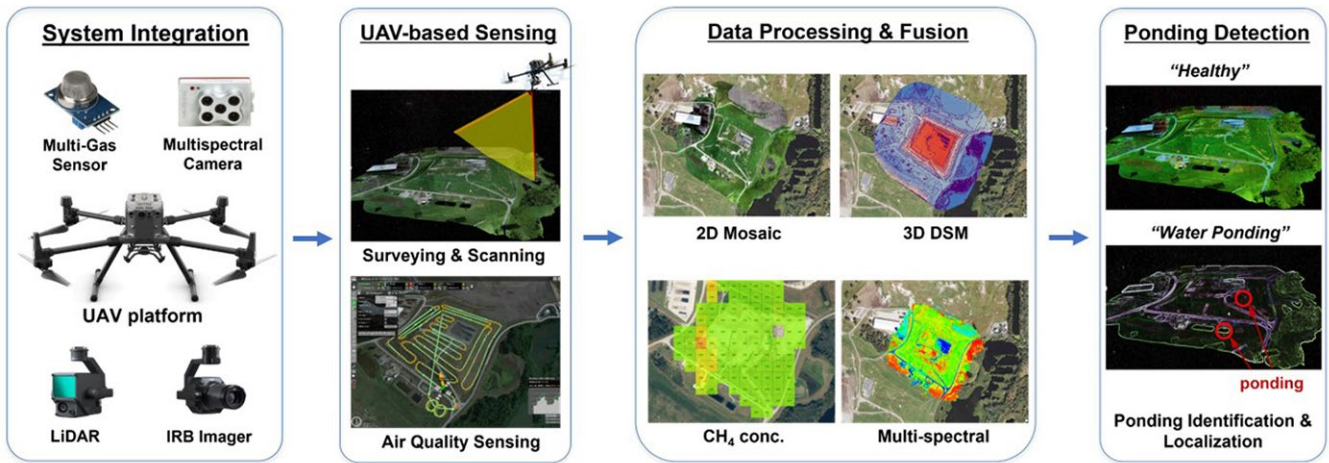 System Integration
Multi-Gas
Sensor
Multispectral
Camera
UAV platform
LiDAR
IRB Imager
UAV-based Sensing
Surveying & Scanning
Air Quality Sensing
Data Processing & Fusion
2D Mosaic
3D DSM
CH₄ conc.
Multi-spectral
Ponding Detection
“Healthy”
“Water Ponding”
ponding
Ponding Identification &
Localization